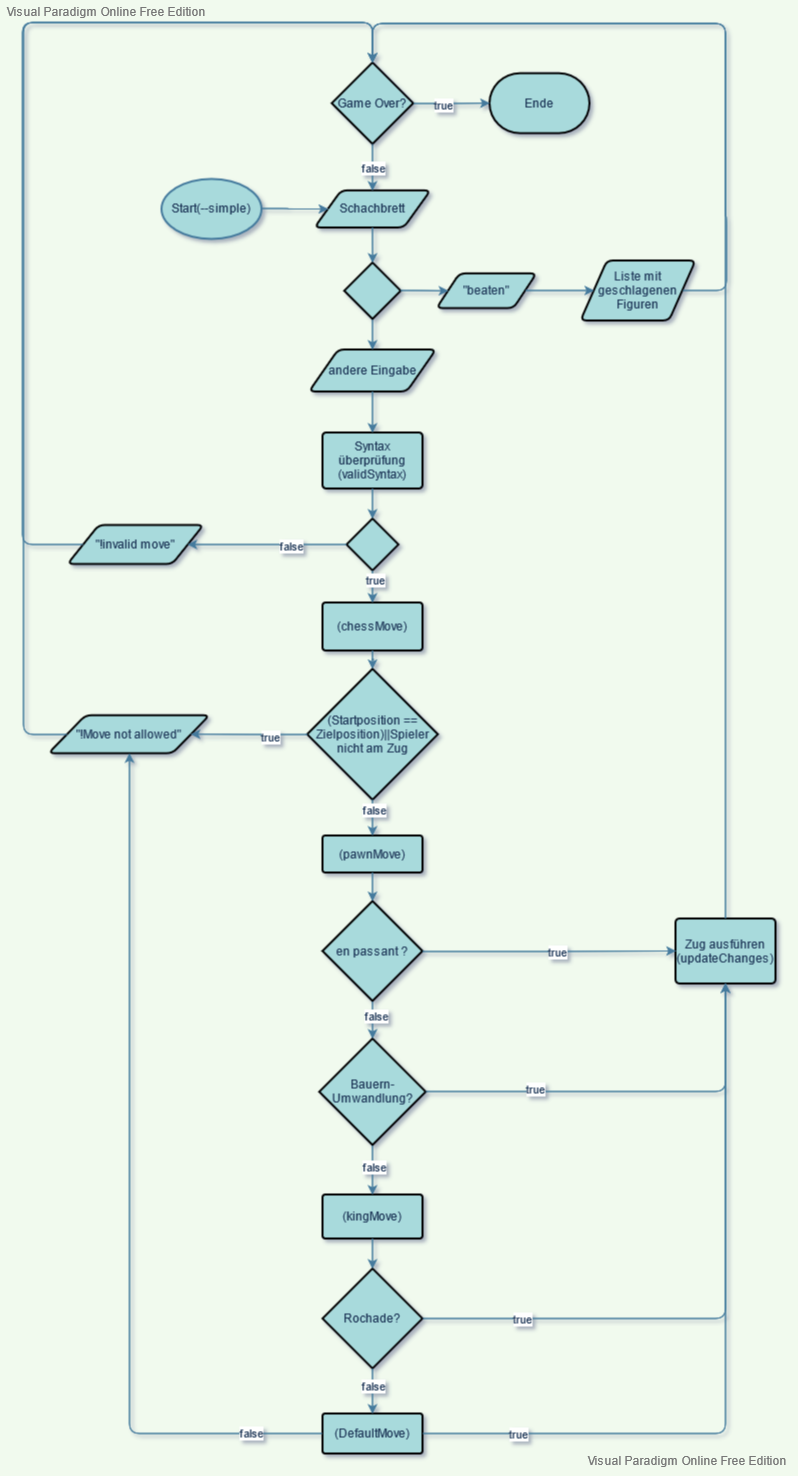 Visual Paradigm Online Free Edition
Game Over?
true
Ende
false
Start(--simple)
Schachbrett
"beaten"
Liste mit
geschlagenen
Figuren
andere Eingabe
Syntax
überprüfung
(validSyntax)
"!invalid move"
false
true
(chessMove)
(Startposition ==
Zielposition)||Spieler
nicht am Zug
"!Move not allowed"
true
false
(pawnMove)
en passant ?
true
Zug ausführen
(updateChanges)
false
Bauern-
Umwandlung?
true
false
(kingMove)
Rochade?
true
false
(DefaultMove)
false
true
Visual Paradigm Online Free Edition